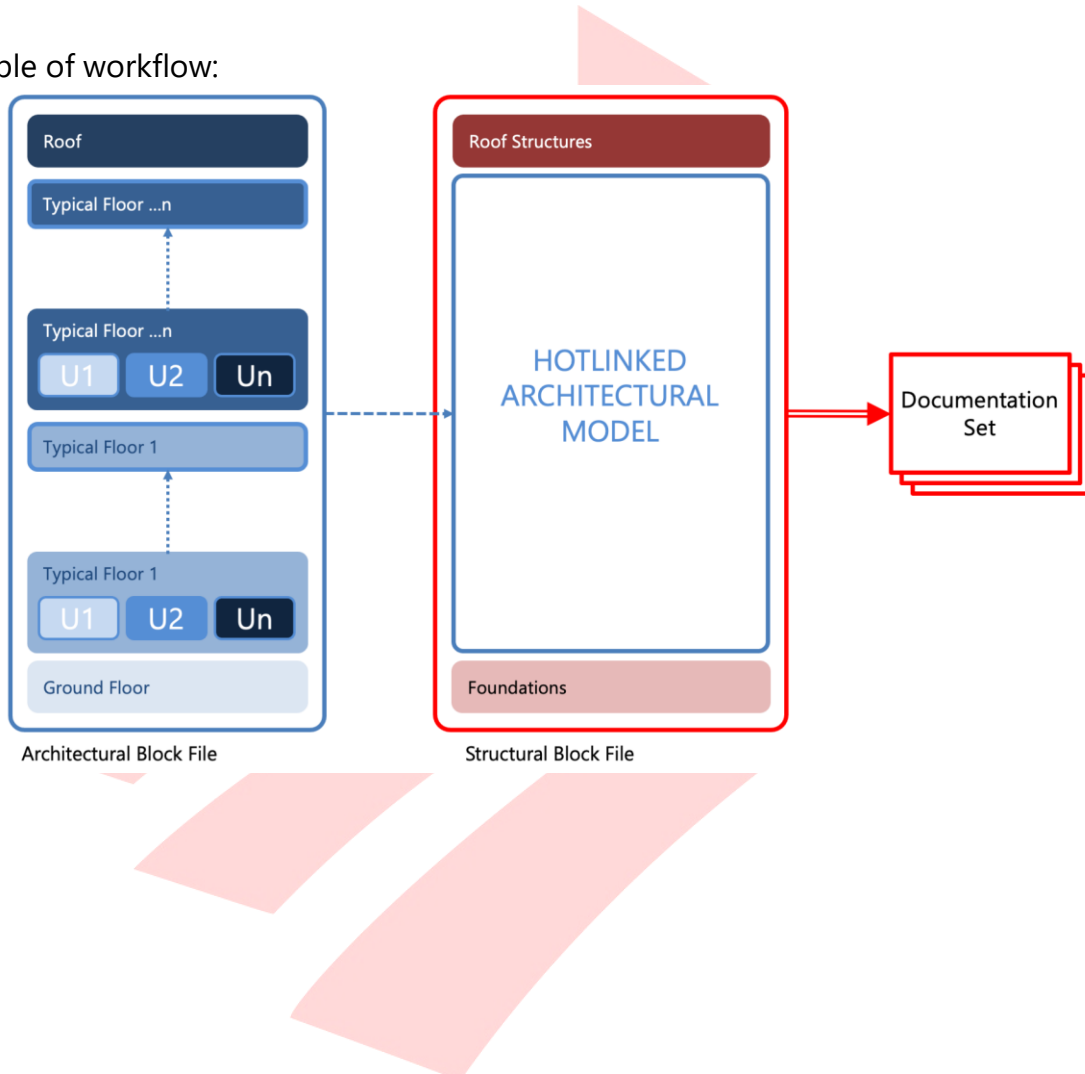 of workflow:
Roof
Typical Floor ...n
Typical Floor ...n
U1 U2 Un
Typical Floor 1
Typical Floor 1
U1 U2 Un
Ground Floor
Architectural Block File
Roof Structures
HOTLINKED
ARCHITECTURAL
MODEL
Foundations
Structural Block File
Documentation
Set